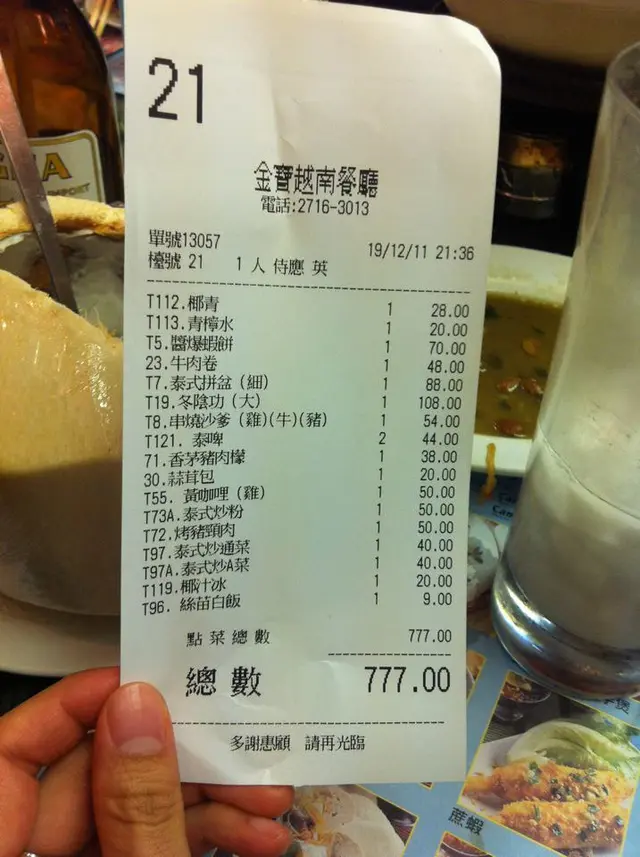 21
金寶越南餐廳
電話:2716-3013
單號13057 19/12/11 21:36
檯號 21 1 人 侍應 英
T112.椰青 1 28.00
T113.青檸水 1 20.00
T5.醬爆蝦餅 1 70.00
23.牛肉卷 1 48.00
T7.泰式拼盆（細） 1 88.00
T19.冬陰功（大） 1 108.00
T8.串燒沙爹（雞）(牛)(豬) 1 54.00
T121. 泰啤 2 44.00
71.香茅豬肉檬 1 38.00
30.蒜茸包 1 20.00
T55. 黃咖哩（雞） 1 50.00
T73A.泰式炒粉 1 50.00
T72.烤豬頸肉 1 50.00
T97.泰式炒通菜 1 40.00
T97A.泰式炒A菜 1 40.00
T119.椰汁冰 1 20.00
T96. 絲苗白飯 1 9.00
點菜總數 777.00
總數 777.00
多謝惠顧 請再光臨
蔗蝦